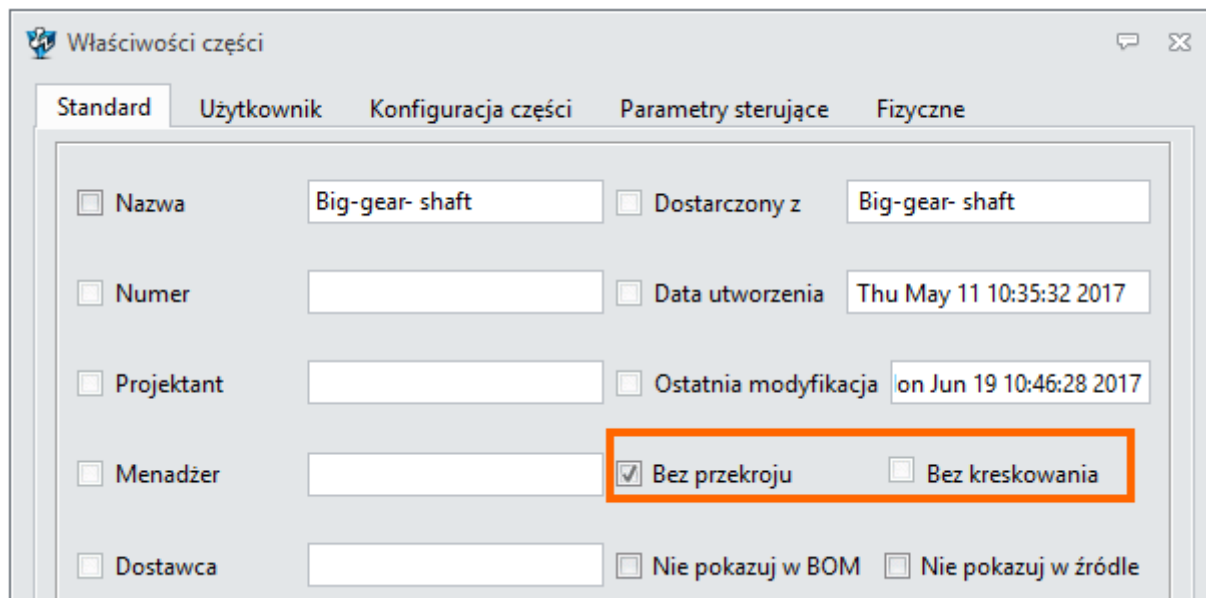 Właściwości części
Standard Użytkownik Konfiguracja części Parametry sterujące Fizyczne
Nazwa Big-gear- shaft Dostarczony z Big-gear- shaft
Numer Data utworzenia Thu May 11 10:35:32 2017
Projektant Ostatnia modyfikacja on Jun 19 10:46:28 2017
Menadżer Bez przekroju Bez kreskowania
Dostawca Nie pokazuj w BOM Nie pokazuj w źródle